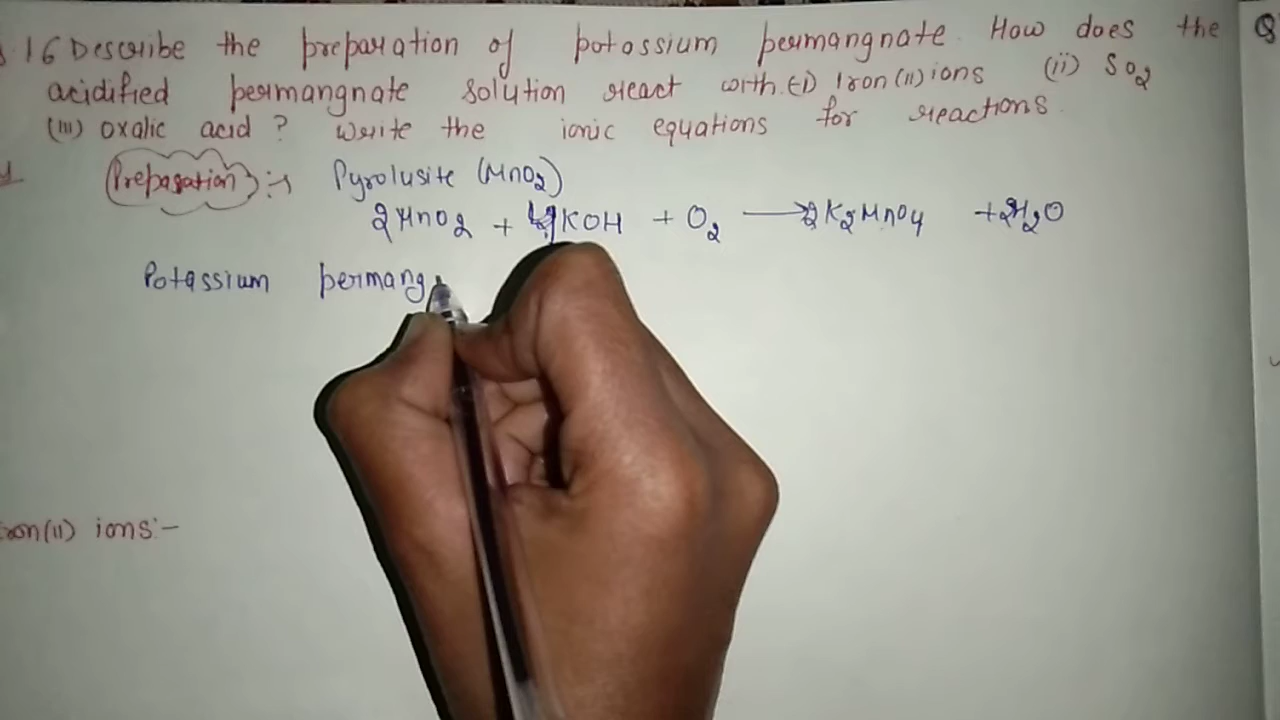 16 Describe the preparation of potossium permangnate. How does the Q
acidified permangnate solution react with (i) Iron (II) ions (ii) SO2
(III) oxalic acid ? Write the ionic equations for reactions.
Preparation :→ Pyrolusite (MnO2)
2MnO2 + 4KOH + O2 → 2K2MnO4 + 2H2O
Potassium permang
on(II) ions:-